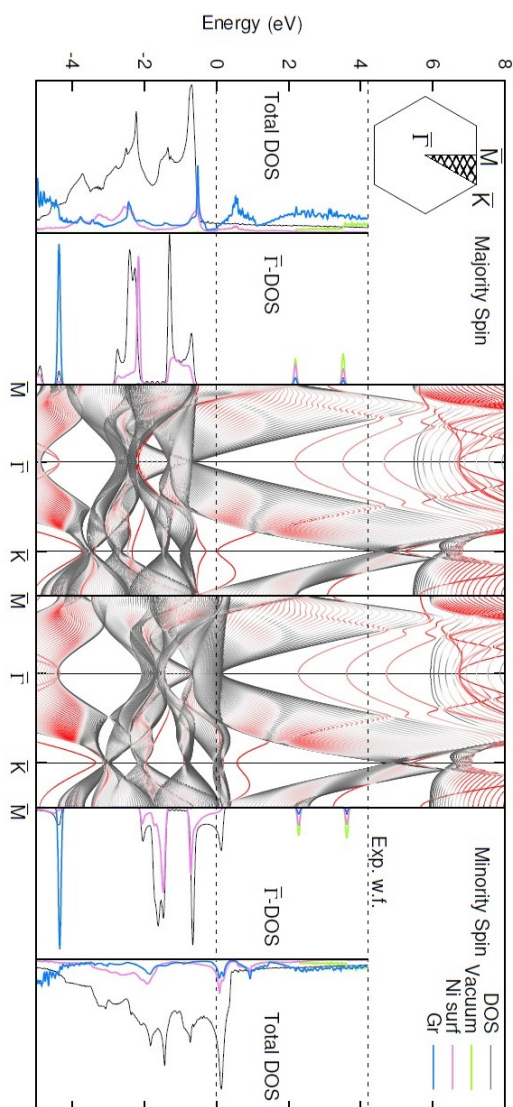 Energy (eV)
-4
-2
0
2
4
6
8
Total DOS
Γ̅
M̅
K̅
Majority Spin
Γ̅-DOS
M̅
Γ̅
K̅
M̅
Γ̅
K̅
M̅
Exp. w.f.
Minority Spin
Γ̅-DOS
DOS
Vacuum
Ni surf
Gr
Total DOS